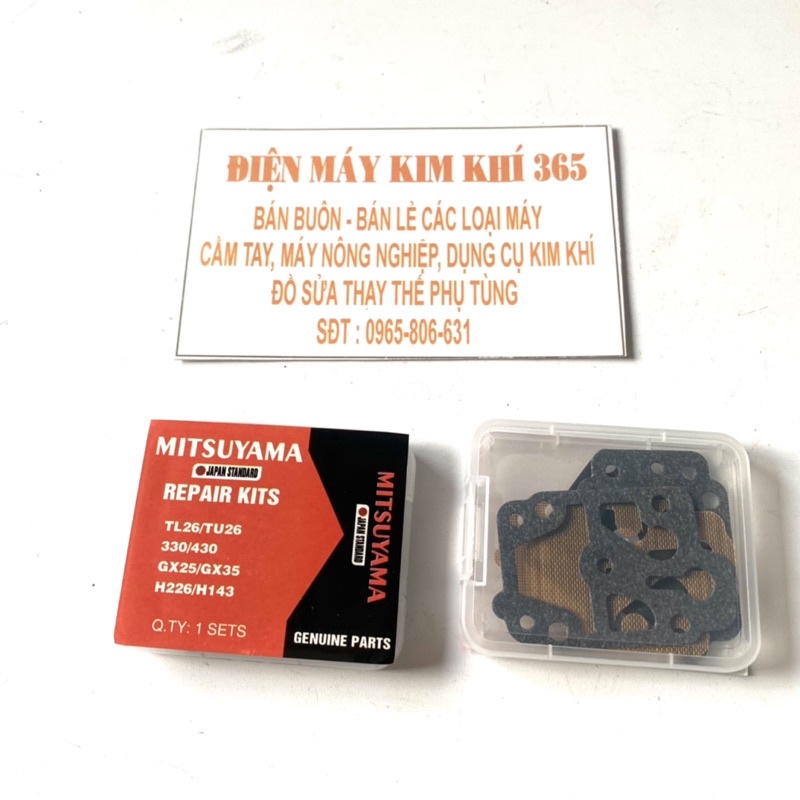 ĐIỆN MÁY KIM KHÍ 365
BÁN BUÔN - BÁN LẺ CÁC LOẠI MÁY
CẦM TAY, MÁY NÔNG NGHIỆP, DỤNG CỤ KIM KHÍ
ĐỒ SỬA THAY THẾ PHỤ TÙNG
SĐT : 0965-806-631
MITSUYAMA
JAPAN STANDARD
REPAIR KITS
TL26/TU26
330/430
GX25/GX35
H226/H143
Q.TY: 1 SETS
MITSUYAMA
JAPAN STANDARD
GENUINE PARTS